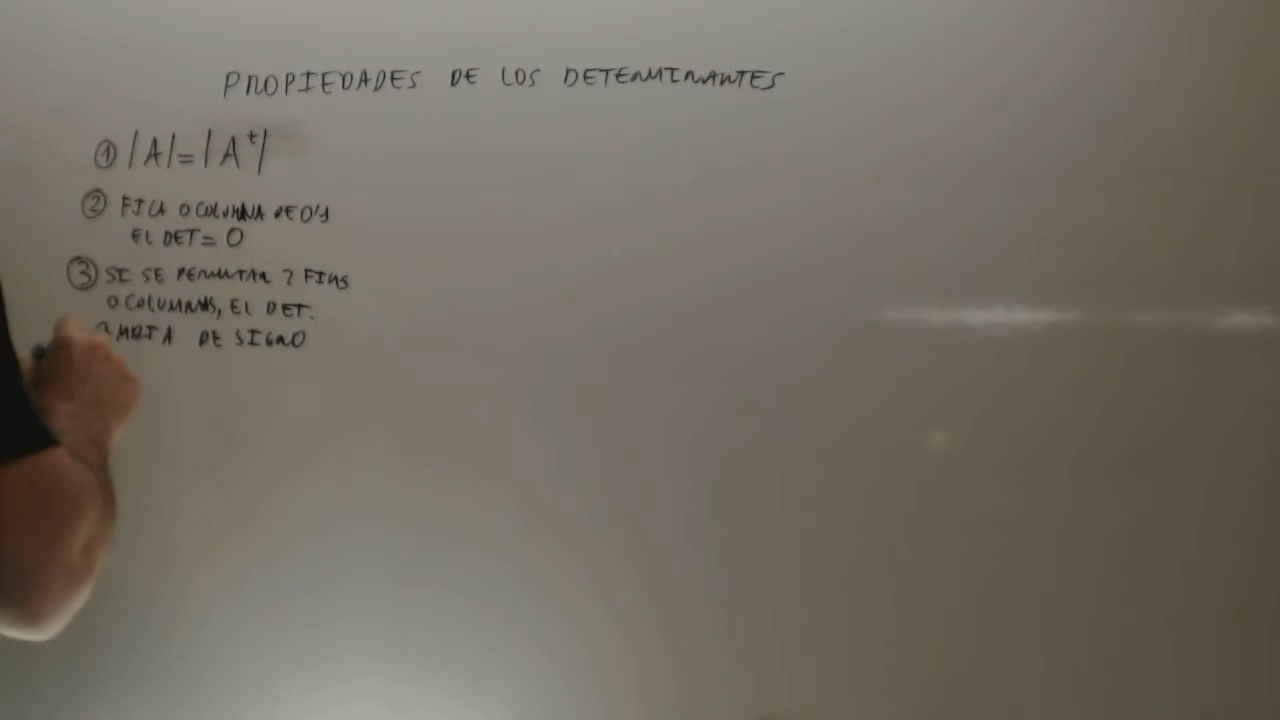 PROPIEDADES DE LOS DETERMINANTES
① |A|=|Aᵗ|
② FILA O COLUMNA DE 0'S
EL DET = 0
③ SI SE PERMUTAN 2 FILAS
O COLUMNAS, EL DET.
CAMBIA DE SIGNO